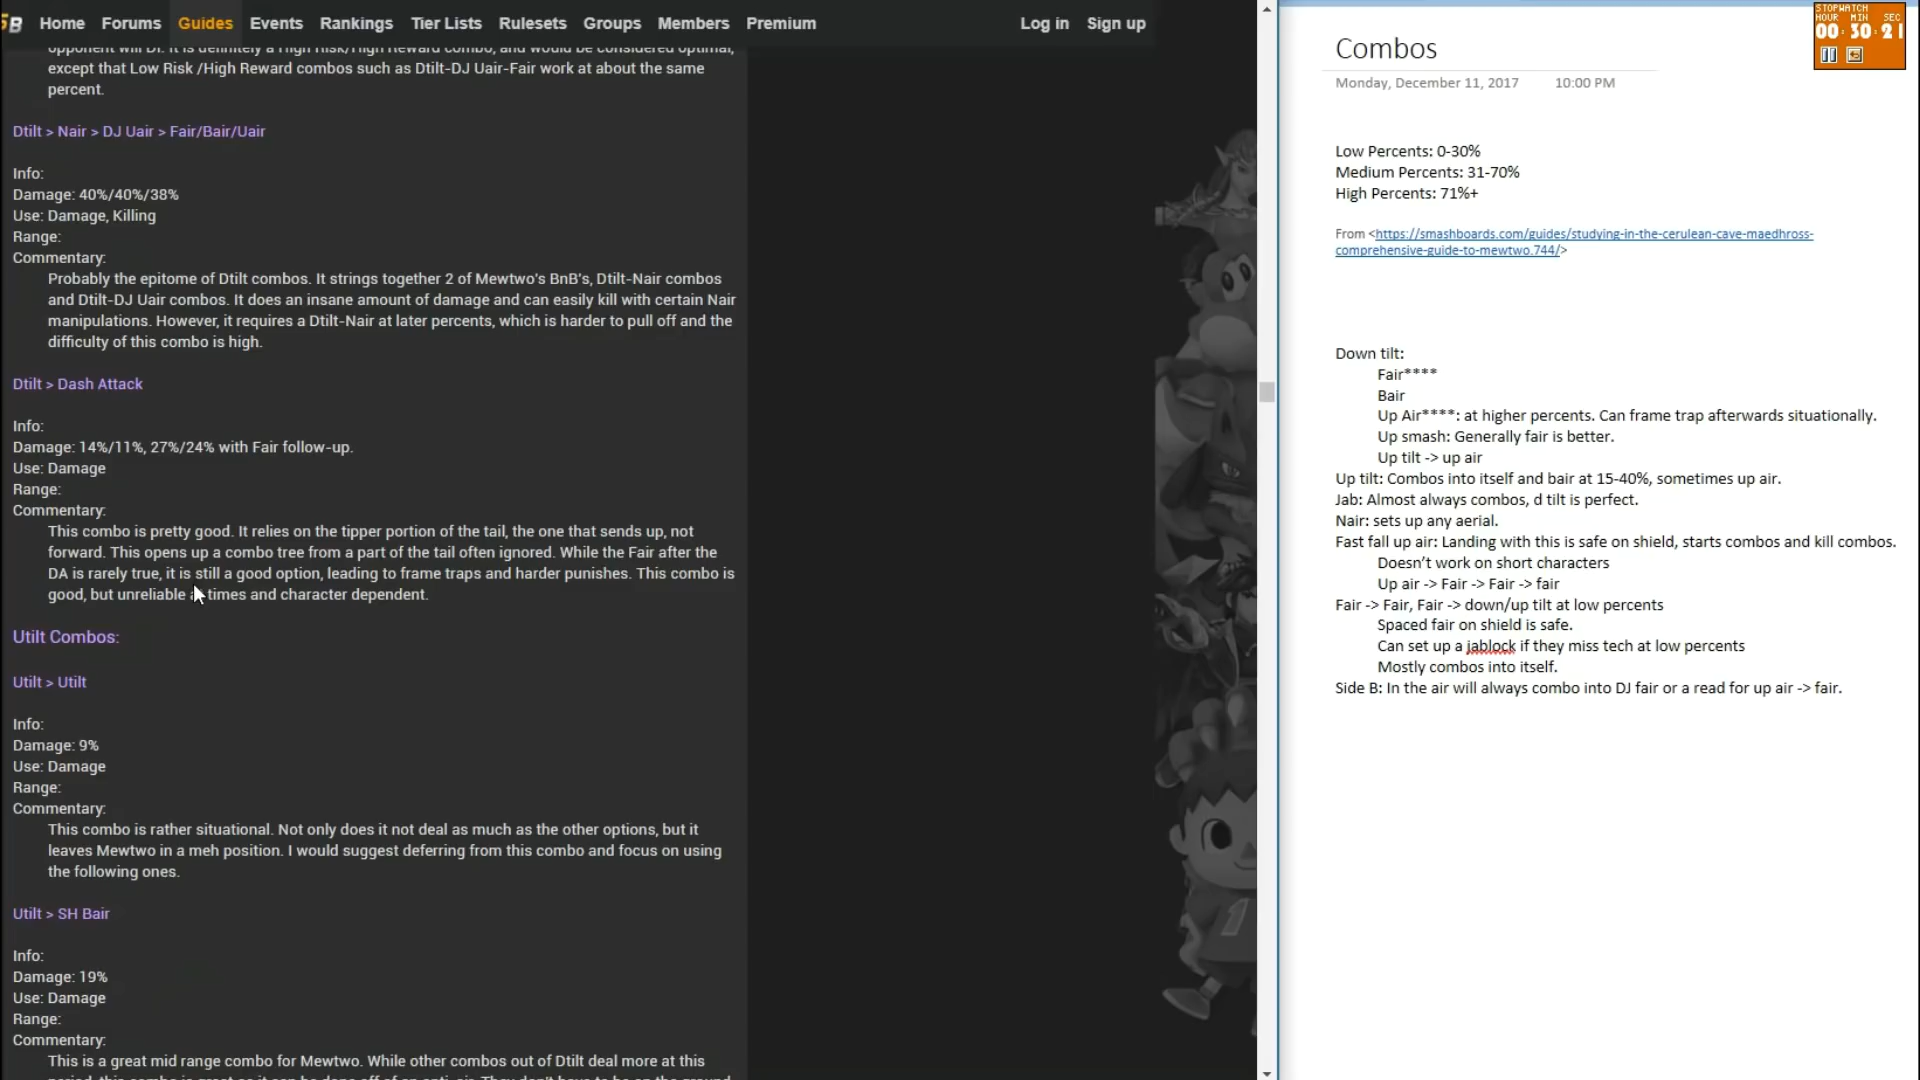 5B Home Forums Guides Events Rankings Tier Lists Rulesets Groups Members Premium Log in Sign up
opponent will DI. It is definitely a High Risk/High Reward combo, and would be considered optimal,
except that Low Risk /High Reward combos such as Dtilt-DJ Uair-Fair work at about the same
percent.
Dtilt > Nair > DJ Uair > Fair/Bair/Uair
Info:
Damage: 40%/40%/38%
Use: Damage, Killing
Range:
Commentary:
Probably the epitome of Dtilt combos. It strings together 2 of Mewtwo's BnB's, Dtilt-Nair combos
and Dtilt-DJ Uair combos. It does an insane amount of damage and can easily kill with certain Nair
manipulations. However, it requires a Dtilt-Nair at later percents, which is harder to pull off and the
difficulty of this combo is high.
Dtilt > Dash Attack
Info:
Damage: 14%/11%, 27%/24% with Fair follow-up.
Use: Damage
Range:
Commentary:
This combo is pretty good. It relies on the tipper portion of the tail, the one that sends up, not
forward. This opens up a combo tree from a part of the tail often ignored. While the Fair after the
DA is rarely true, it is still a good option, leading to frame traps and harder punishes. This combo is
good, but unreliable times and character dependent.
Utilt Combos:
Utilt > Utilt
Info:
Damage: 9%
Use: Damage
Range:
Commentary:
This combo is rather situational. Not only does it not deal as much as the other options, but it
leaves Mewtwo in a meh position. I would suggest deferring from this combo and focus on using
the following ones.
Utilt > SH Bair
Info:
Damage: 19%
Use: Damage
Range:
Commentary:
This is a great mid range combo for Mewtwo. While other combos out of Dtilt deal more at this
STOPWATCH
HOUR MIN SEC
00:30:21
Combos
Monday, December 11, 2017 10:00 PM
Low Percents: 0-30%
Medium Percents: 31-70%
High Percents: 71%+
From <https://smashboards.com/guides/studying-in-the-cerulean-cave-maedhross-
comprehensive-guide-to-mewtwo.744/>
Down tilt:
Fair****
Bair
Up Air****: at higher percents. Can frame trap afterwards situationally.
Up smash: Generally fair is better.
Up tilt -> up air
Up tilt: Combos into itself and bair at 15-40%, sometimes up air.
Jab: Almost always combos, d tilt is perfect.
Nair: sets up any aerial.
Fast fall up air: Landing with this is safe on shield, starts combos and kill combos.
Doesn't work on short characters
Up air -> Fair -> Fair -> fair
Fair -> Fair, Fair -> down/up tilt at low percents
Spaced fair on shield is safe.
Can set up a jablock if they miss tech at low percents
Mostly combos into itself.
Side B: In the air will always combo into DJ fair or a read for up air -> fair.